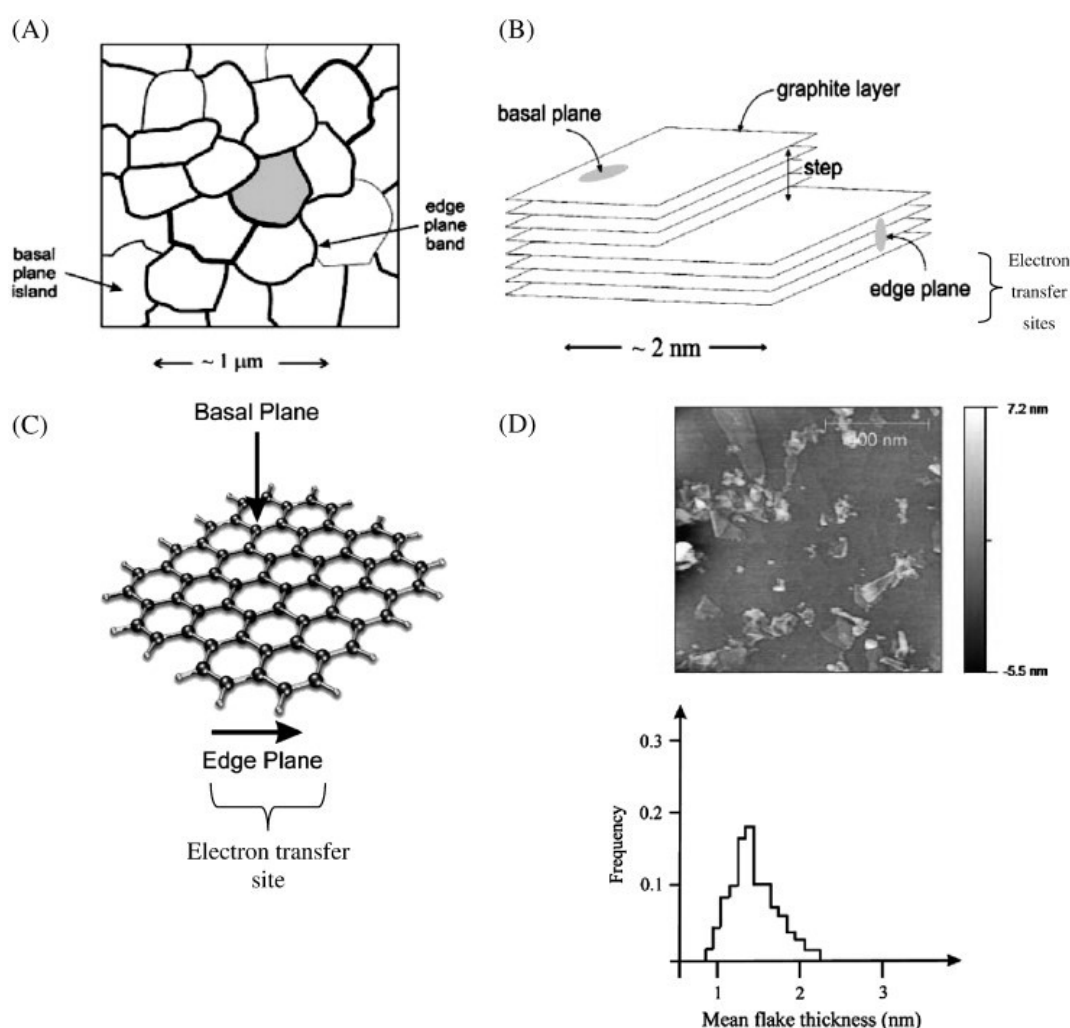 (A)
basal
plane
island
edge
plane
band
~ 1 μm
(B)
basal plane
graphite layer
step
edge plane
Electron
transfer
sites
~ 2 nm
(C)
Basal Plane
Edge Plane
Electron transfer
site
(D)
400 nm
7.2 nm
-5.5 nm
Frequency
0.3
0.2
0.1
1 2 3
Mean flake thickness (nm)